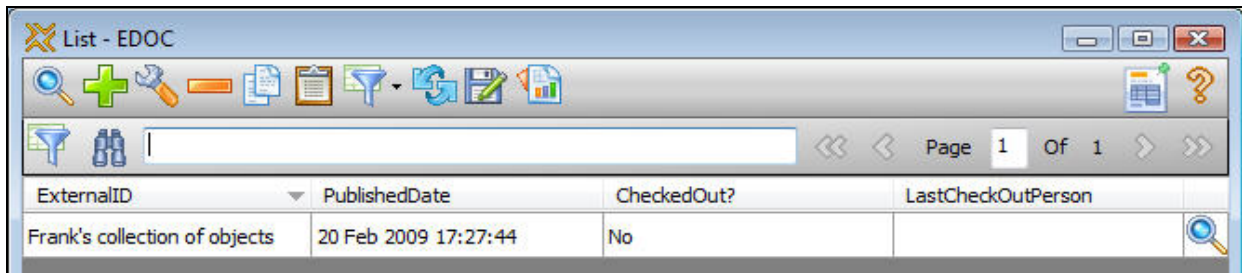 List - EDOC
Page 1 Of 1
ExternalID PublishedDate CheckedOut? LastCheckOutPerson
Frank's collection of objects 20 Feb 2009 17:27:44 No